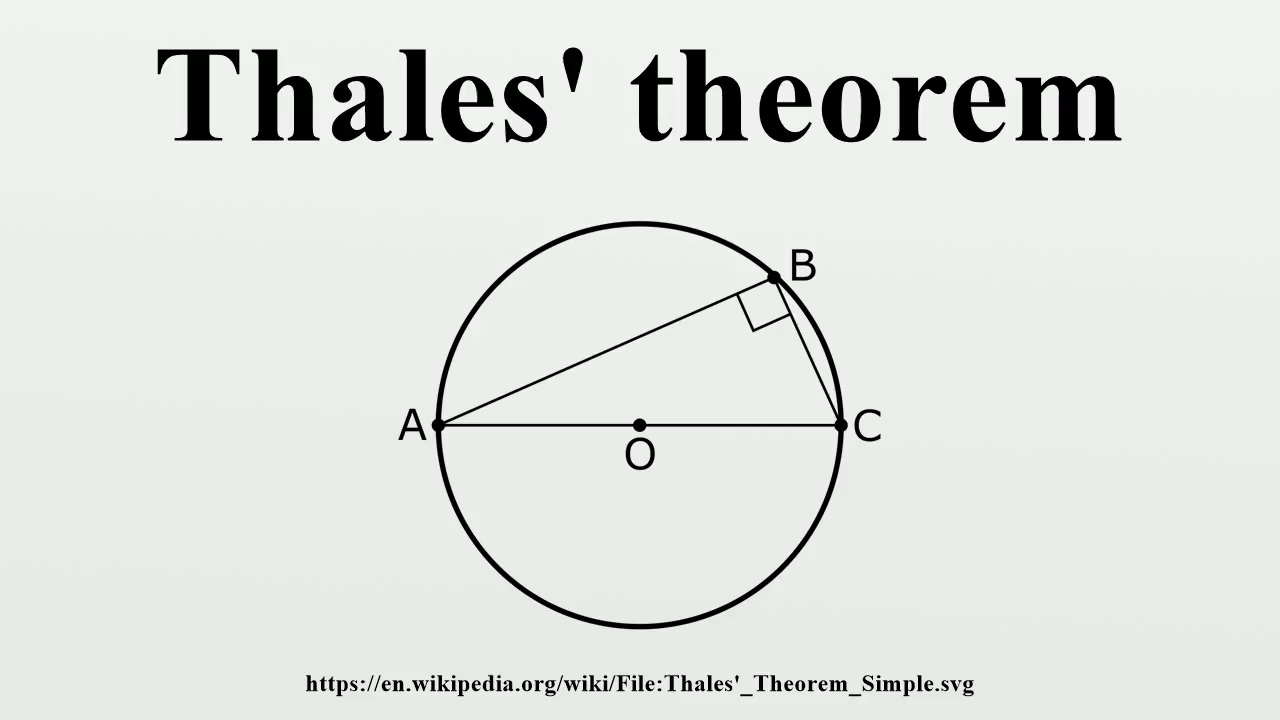 Thales' theorem
B
A
C
O
https://en.wikipedia.org/wiki/File:Thales'_Theorem_Simple.svg